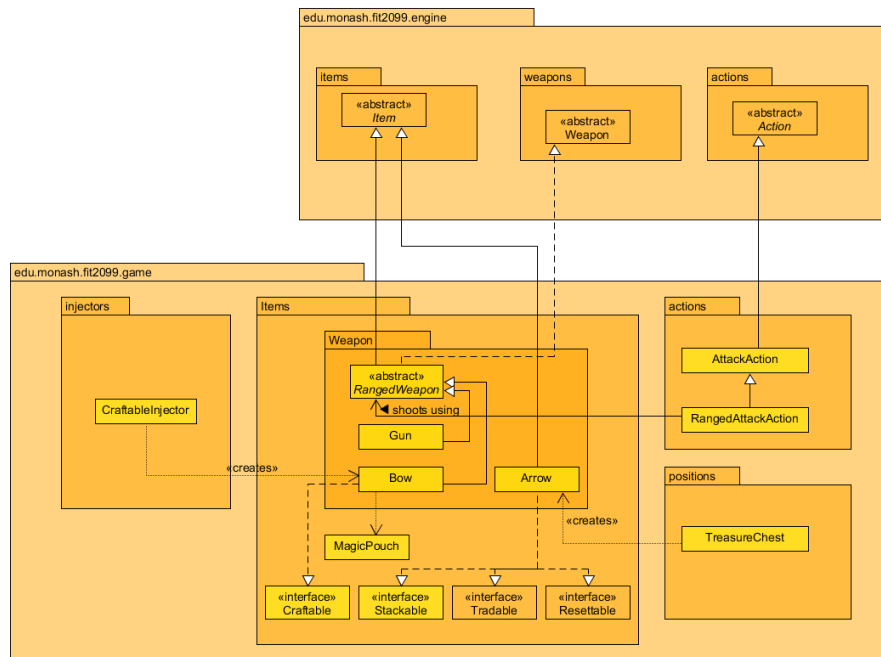 edu.monash.fit2099.engine
items
«abstract»
Item
weapons
«abstract»
Weapon
actions
«abstract»
Action
edu.monash.fit2099.game
injectors
CraftableInjector
«creates»
Items
Weapon
«abstract»
RangedWeapon
◀ shoots using
Gun
Bow
Arrow
MagicPouch
«interface»
Craftable
«interface»
Stackable
«interface»
Tradable
«interface»
Resettable
actions
AttackAction
RangedAttackAction
positions
«creates»
TreasureChest